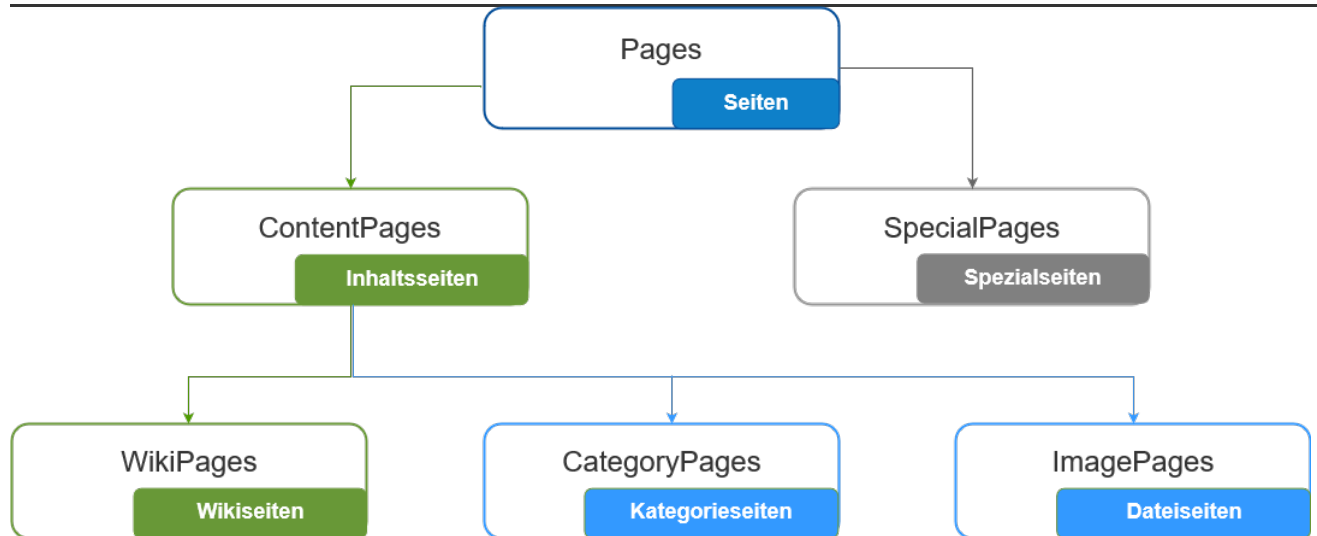 Pages
Seiten
ContentPages
Inhaltsseiten
SpecialPages
Spezialseiten
WikiPages
Wikiseiten
CategoryPages
Kategorieseiten
ImagePages
Dateiseiten